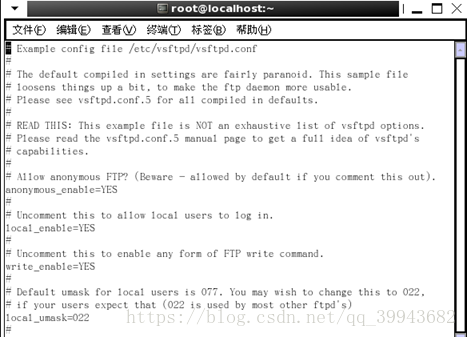 root@localhost:~
文件(F) 编辑(E) 查看(V) 终端(T) 标签(B) 帮助(H)
# Example config file /etc/vsftpd/vsftpd.conf
#
# The default compiled in settings are fairly paranoid. This sample file
# loosens things up a bit, to make the ftp daemon more usable.
# Please see vsftpd.conf.5 for all compiled in defaults.
#
# READ THIS: This example file is NOT an exhaustive list of vsftpd options.
# Please read the vsftpd.conf.5 manual page to get a full idea of vsftpd's
# capabilities.
#
# Allow anonymous FTP? (Beware - allowed by default if you comment this out).
anonymous_enable=YES
#
# Uncomment this to allow local users to log in.
local_enable=YES
#
# Uncomment this to enable any form of FTP write command.
write_enable=YES
#
# Default umask for local users is 077. You may wish to change this to 022,
# if your users expect that (022 is used by most other ftpd's)
local_umask=022
#
https://blog.csdn.net/qq_39943682